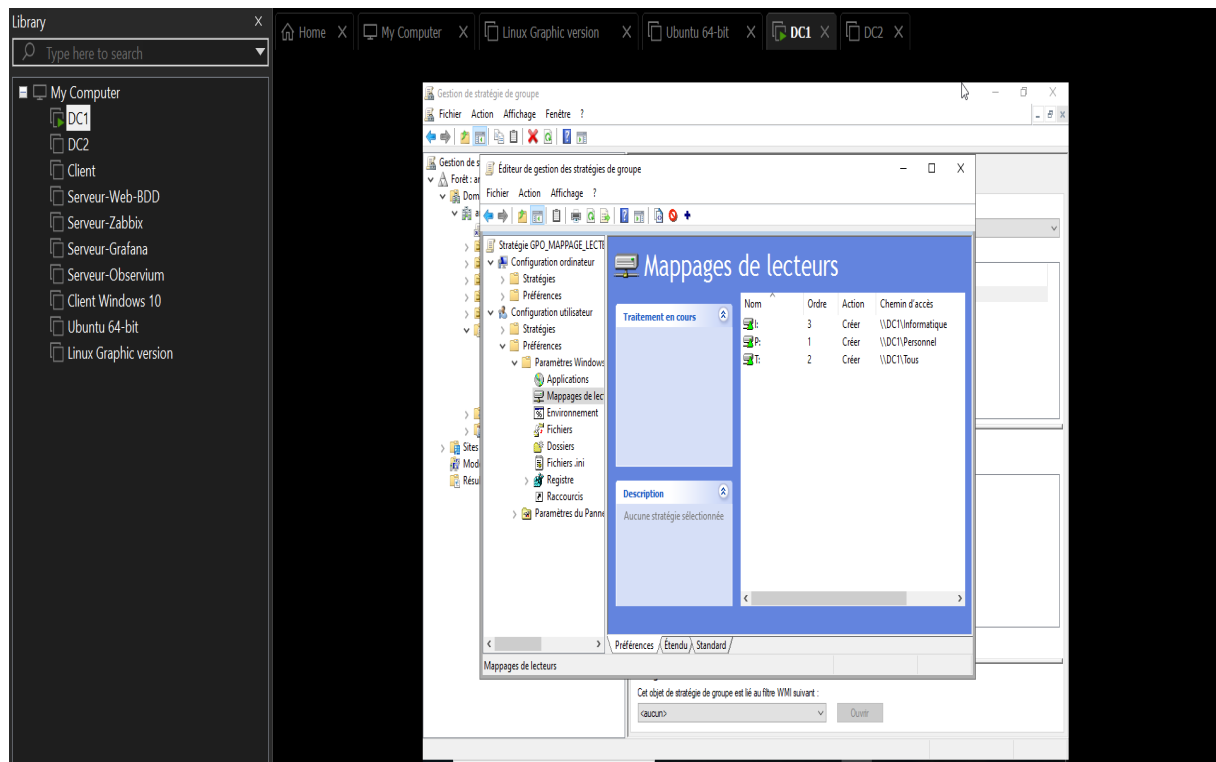 Library X
Type here to search
My Computer
DC1
DC2
Client
Serveur-Web-BDD
Serveur-Zabbix
Serveur-Grafana
Serveur-Observium
Client Windows 10
Ubuntu 64-bit
Linux Graphic version
Home X My Computer X Linux Graphic version X Ubuntu 64-bit X DC1 X DC2 X
Gestion de stratégie de groupe
Fichier Action Affichage Fenêtre ?
Gestion de s
Forêt : ar
Dom
a
Sites
Mod
Résu
Éditeur de gestion des stratégies de groupe
Fichier Action Affichage ?
Stratégie GPO_MAPPAGE_LECTE
Configuration ordinateur
Stratégies
Préférences
Configuration utilisateur
Stratégies
Préférences
Paramètres Windows
Applications
Mappages de lec
Environnement
Fichiers
Dossiers
Fichiers .ini
Registre
Raccourcis
Paramètres du Panne
Mappages de lecteurs
Traitement en cours
Description
Aucune stratégie sélectionnée
Nom Ordre Action Chemin d'accès
I: 3 Créer \\DC1\Informatique
P: 1 Créer \\DC1\Personnel
T: 2 Créer \\DC1\Tous
Préférences Étendu Standard
Mappages de lecteurs
Cet objet de stratégie de groupe est lié au filtre WMI suivant :
<aucun> Ouvrir